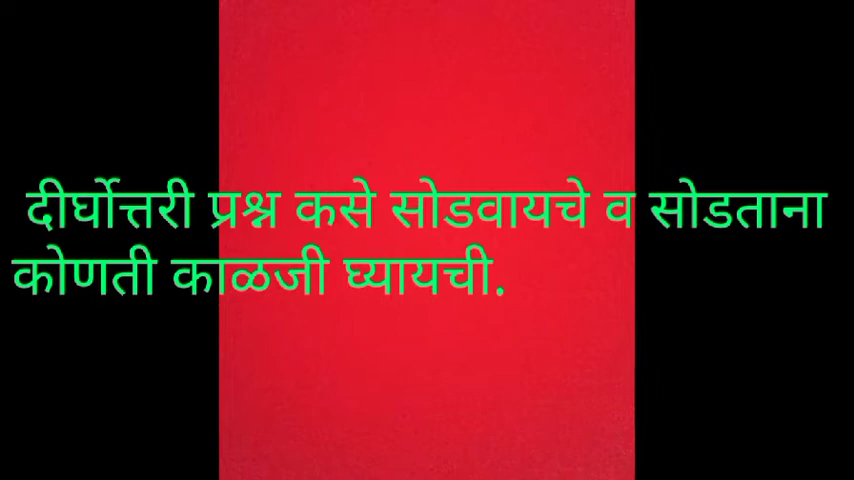 दीर्घोत्तरी प्रश्न कसे सोडवायचे व सोडताना
कोणती काळजी घ्यायची.